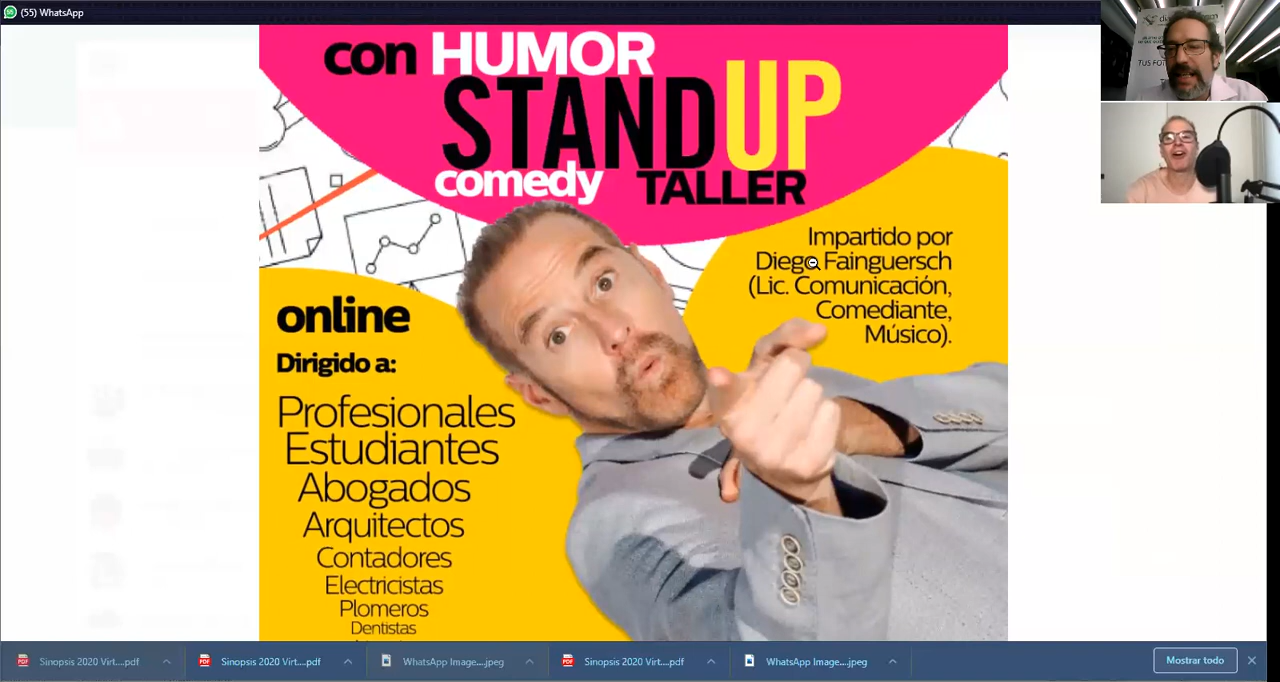 (55) WhatsApp
con HUMOR
STANDUP
comedy TALLER
Impartido por
Diego Fainguersch
(Lic. Comunicación,
Comediante,
Músico).
online
Dirigido a:
Profesionales
Estudiantes
Abogados
Arquitectos
Contadores
Electricistas
Plomeros
Dentistas
Sinopsis 2020 Virt....pdf
Sinopsis 2020 Virt....pdf
WhatsApp Image....jpeg
Sinopsis 2020 Virt....pdf
WhatsApp Image....jpeg
Mostrar todo